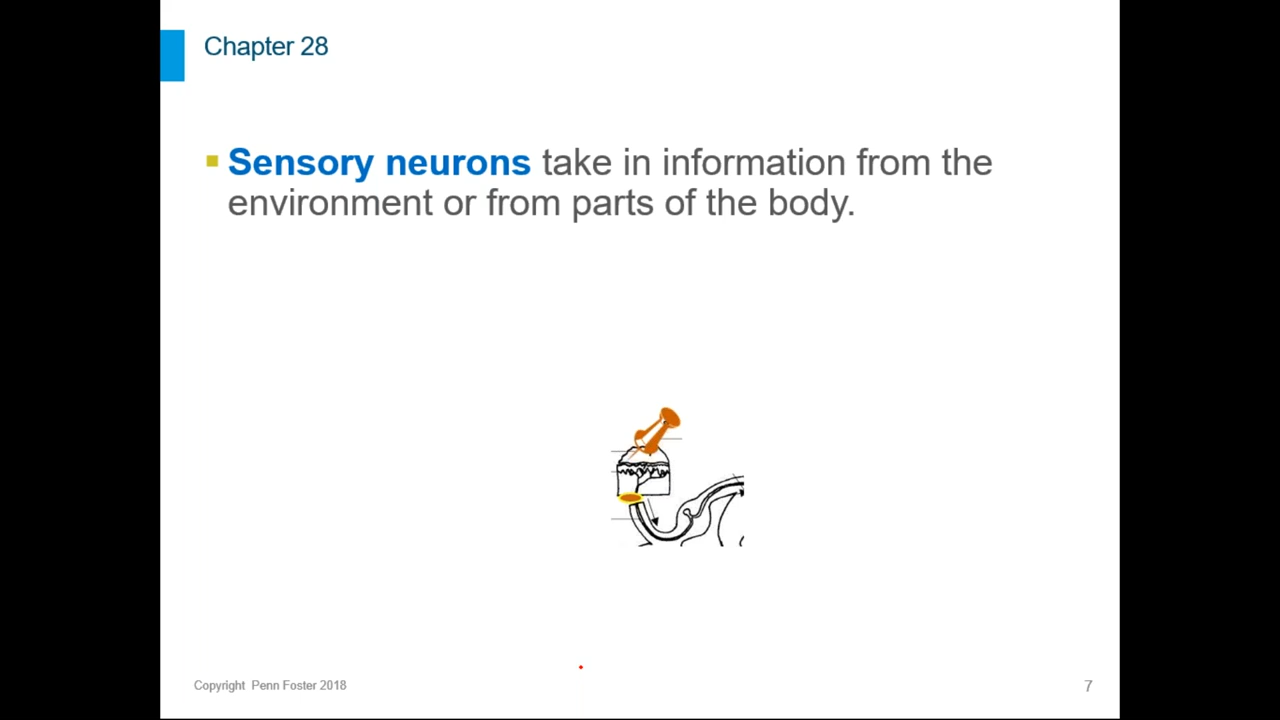 Chapter 28
Sensory neurons take in information from the
environment or from parts of the body.
Copyright Penn Foster 2018
7